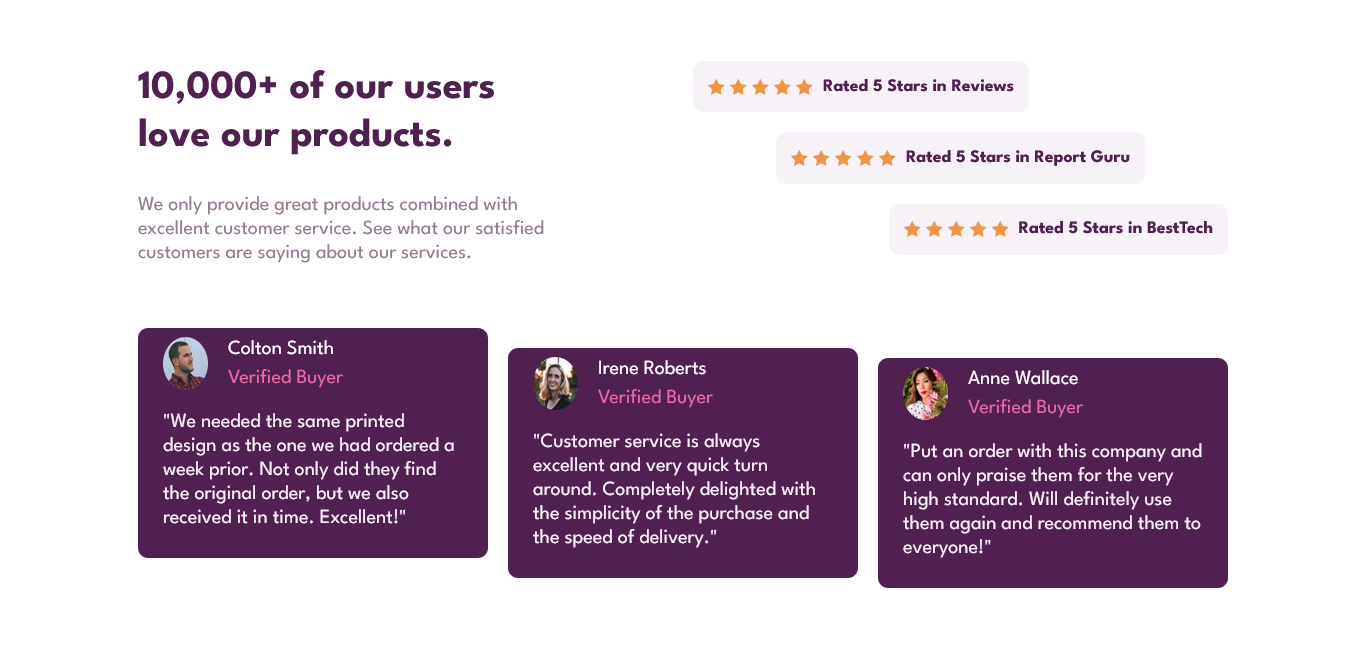 10,000+ of our users
love our products.
We only provide great products combined with
excellent customer service. See what our satisfied
customers are saying about our services.
Rated 5 Stars in Reviews
Rated 5 Stars in Report Guru
Rated 5 Stars in BestTech
Colton Smith
Verified Buyer
"We needed the same printed
design as the one we had ordered a
week prior. Not only did they find
the original order, but we also
received it in time. Excellent!"
Irene Roberts
Verified Buyer
"Customer service is always
excellent and very quick turn
around. Completely delighted with
the simplicity of the purchase and
the speed of delivery."
Anne Wallace
Verified Buyer
"Put an order with this company and
can only praise them for the very
high standard. Will definitely use
them again and recommend them to
everyone!"